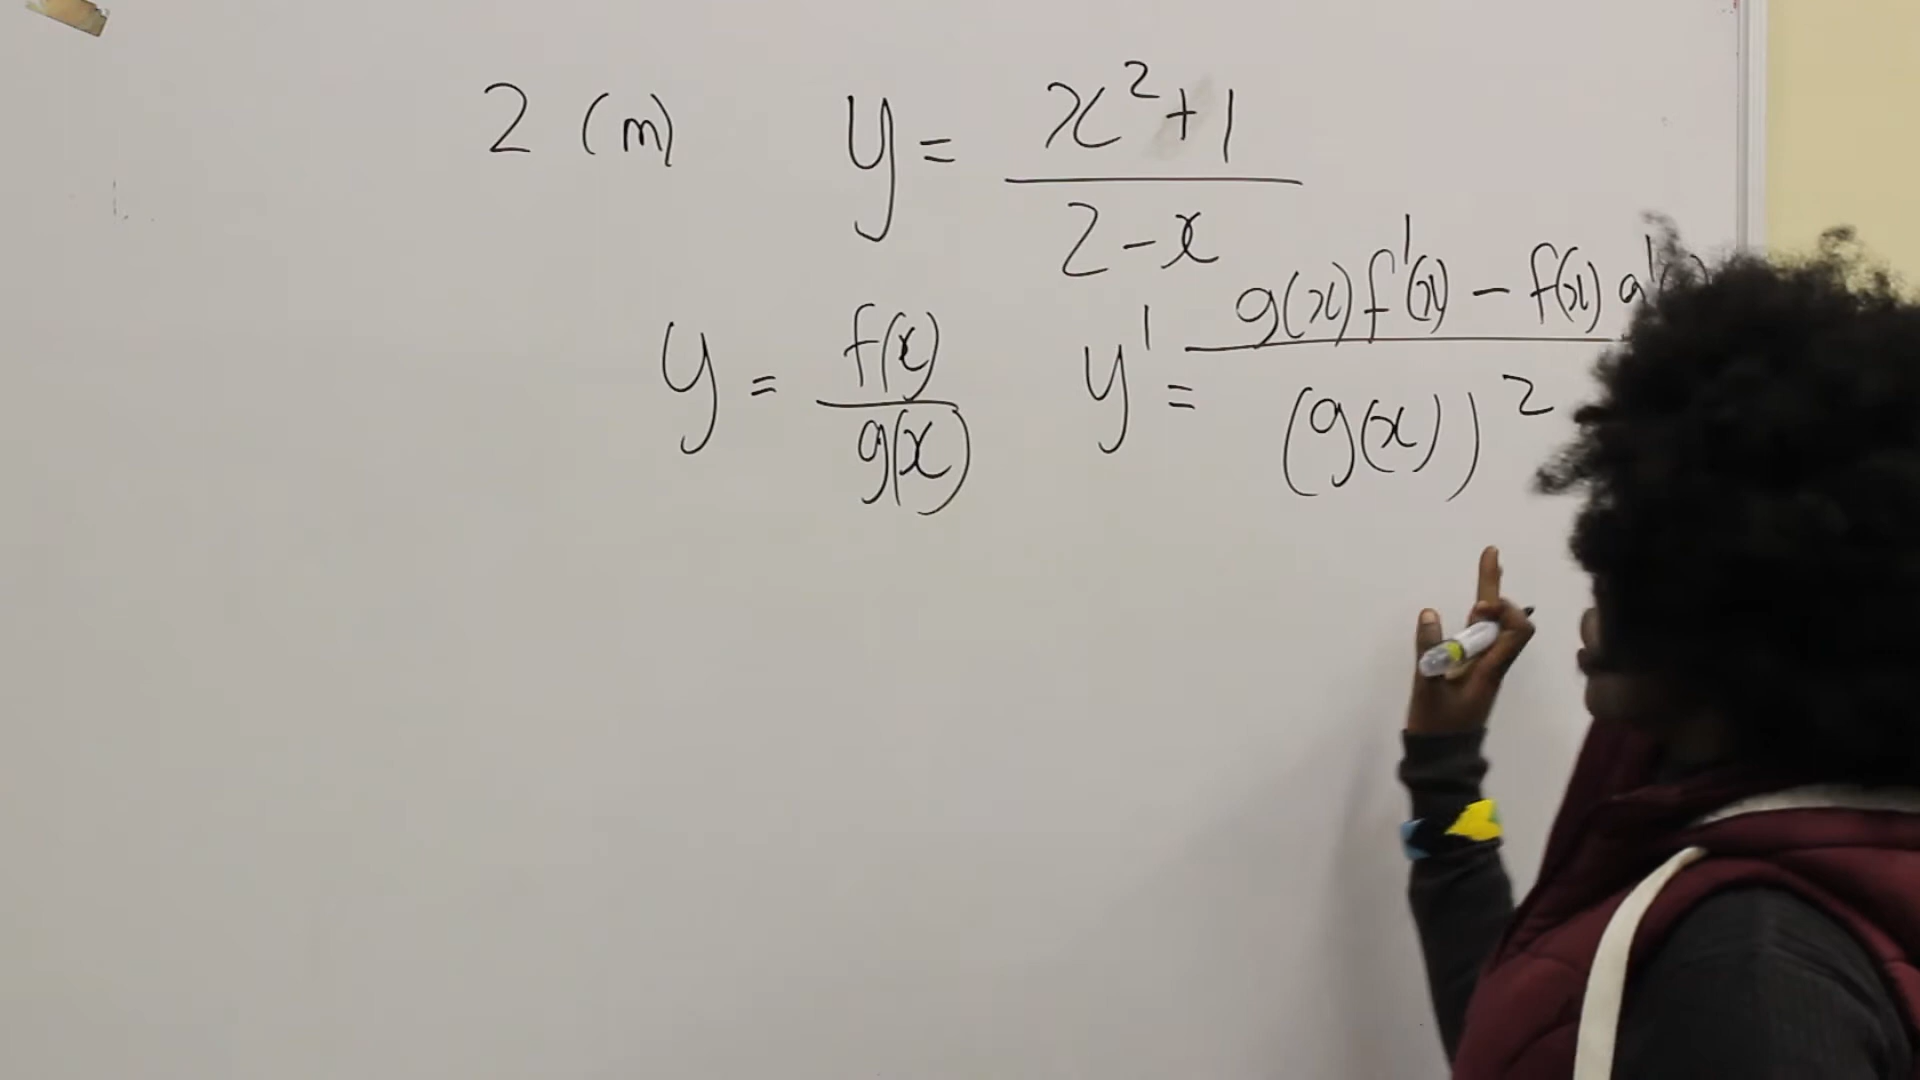 2 (m) y = x²+1 / 2-x
y = f(x) / g(x) y' = g(x)f'(x) - f(x) g' / (g(x))²